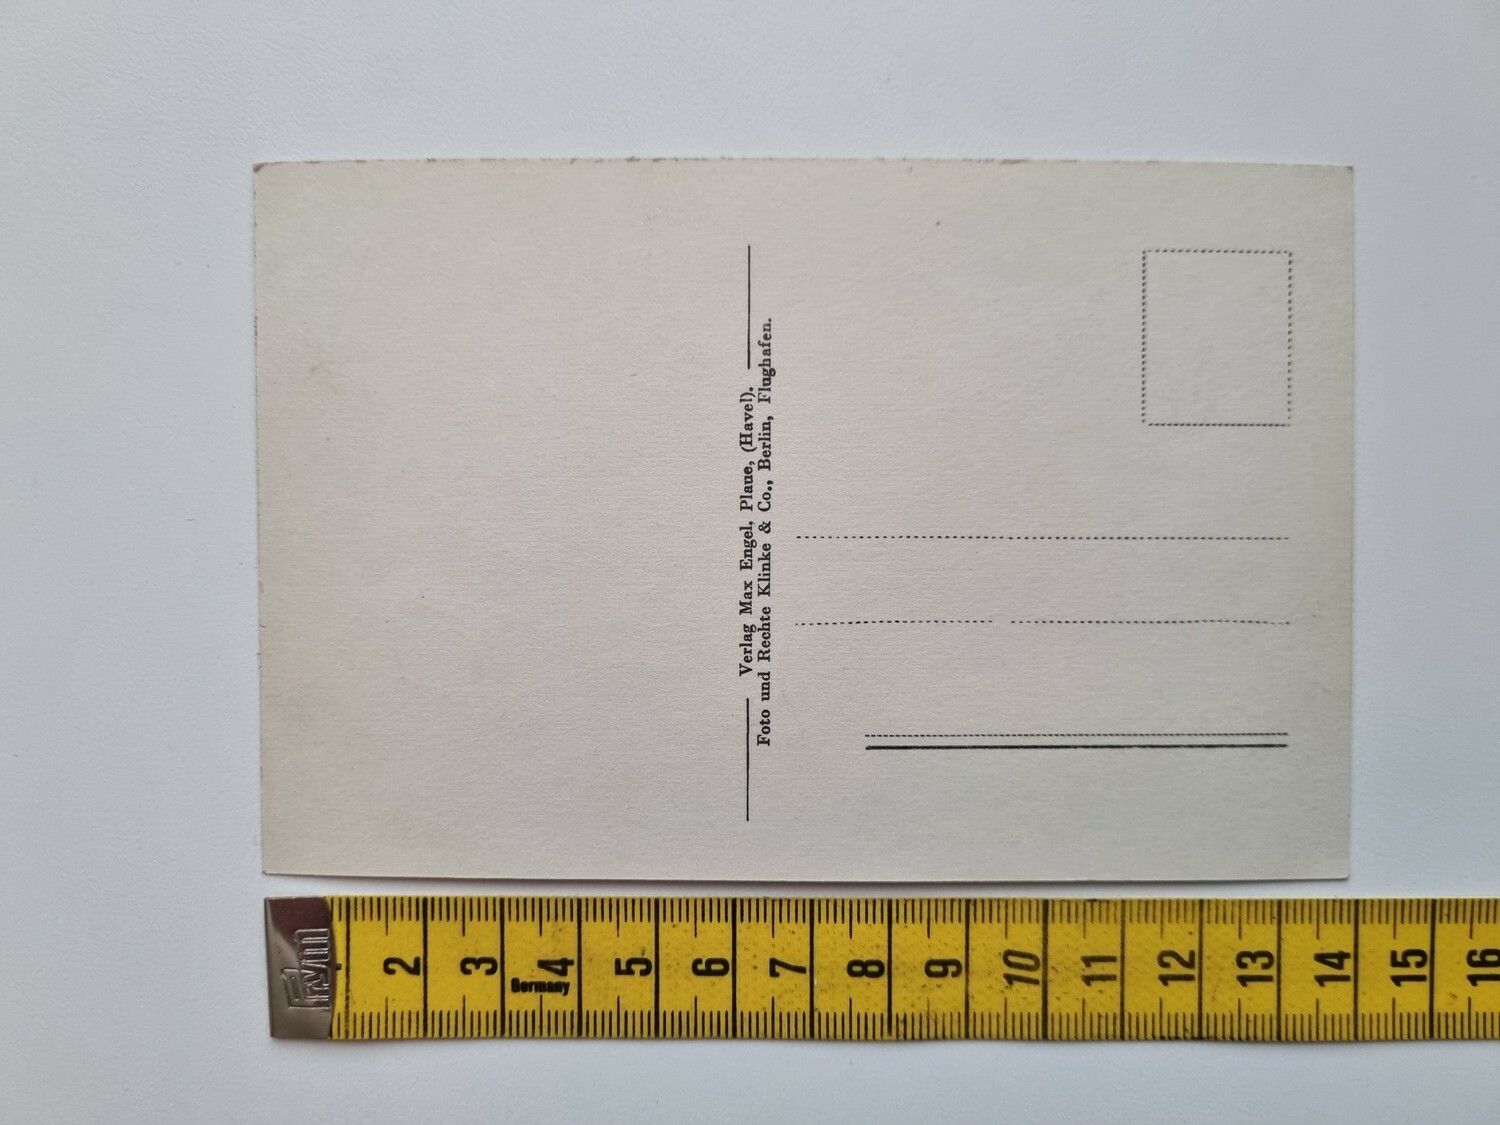 Verlag Max Engel, Plaue, (Havel).
Foto und Rechte Klinke & Co., Berlin, Flughafen.
Prym
Germany
2 3 4 5 6 7 8 9 10 11 12 13 14 15 16